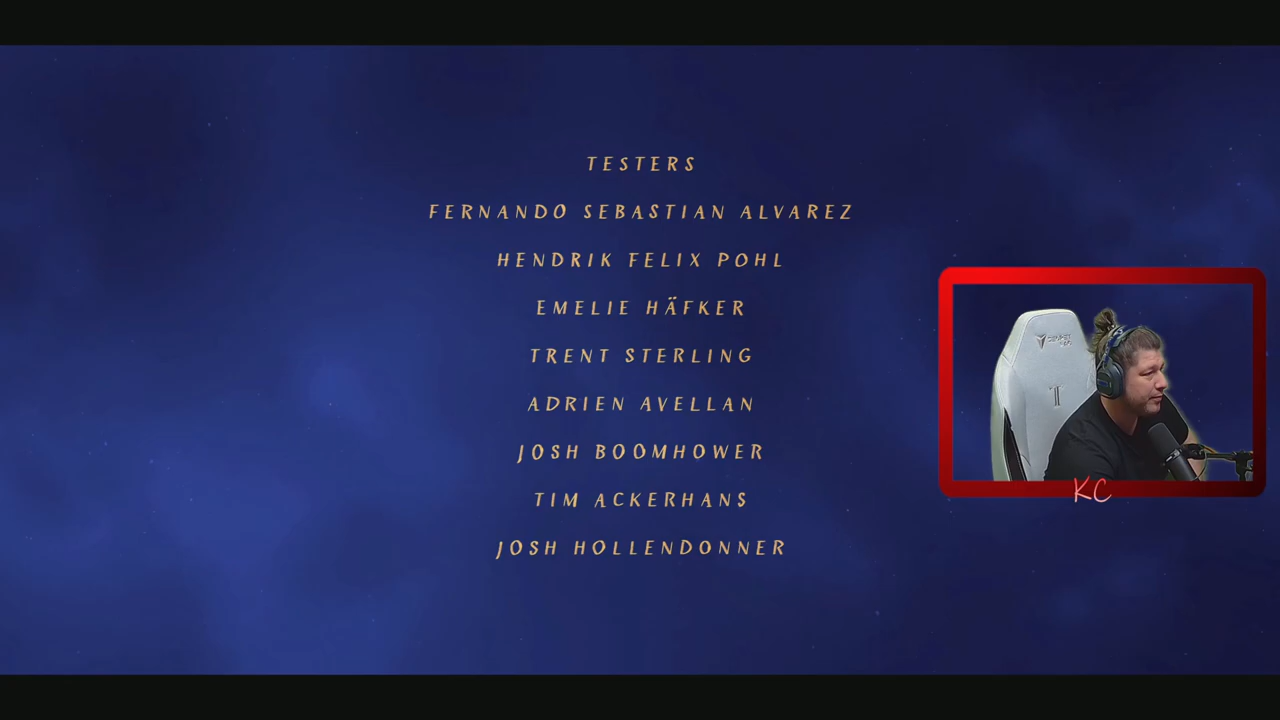 TESTERS
FERNANDO SEBASTIAN ALVAREZ
HENDRIK FELIX POHL
EMELIE HÄFKER
TRENT STERLING
ADRIEN AVELLAN
JOSH BOOMHOWER
TIM ACKERHANS
JOSH HOLLENDONNER
KC